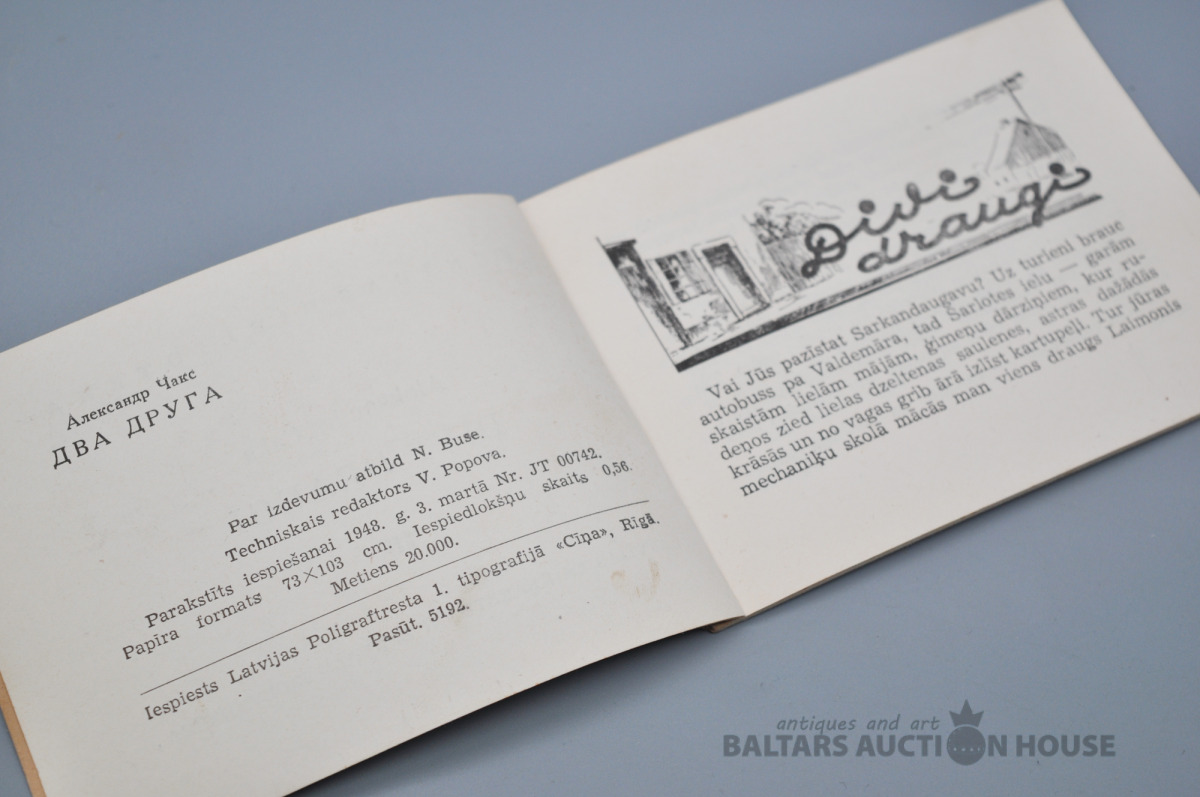 Александр Чакс
ДВА ДРУГА
Par izdevumu atbild N. Buse.
Techniskais redaktors V. Popova.
Parakstīts iespiešanai 1948. g. 3. martā Nr. JT 00742.
Papīra formats 73×103 cm. Iespiedlokšņu skaits 0,56.
Metiens 20.000.
Iespiests Latvijas Poligraftresta 1. tipografijā «Cīņa», Rīgā.
Pasūt. 5192.
Divi
draugi
Vai Jūs pazīstat Sarkandaugavu? Uz turieni brauc
autobuss pa Valdemāra, tad Šarlotes ielu — garām
skaistām lielām mājām, ģimeņu dārziņiem, kur ru-
deņos zied lielas dzeltenas saulenes, astras dažādās
krāsās un no vagas grib ārā izlīst kartupeļi. Tur jūras
mechaniķu skolā mācās man viens draugs Laimonis
antiques and art
BALTARS AUCTION HOUSE